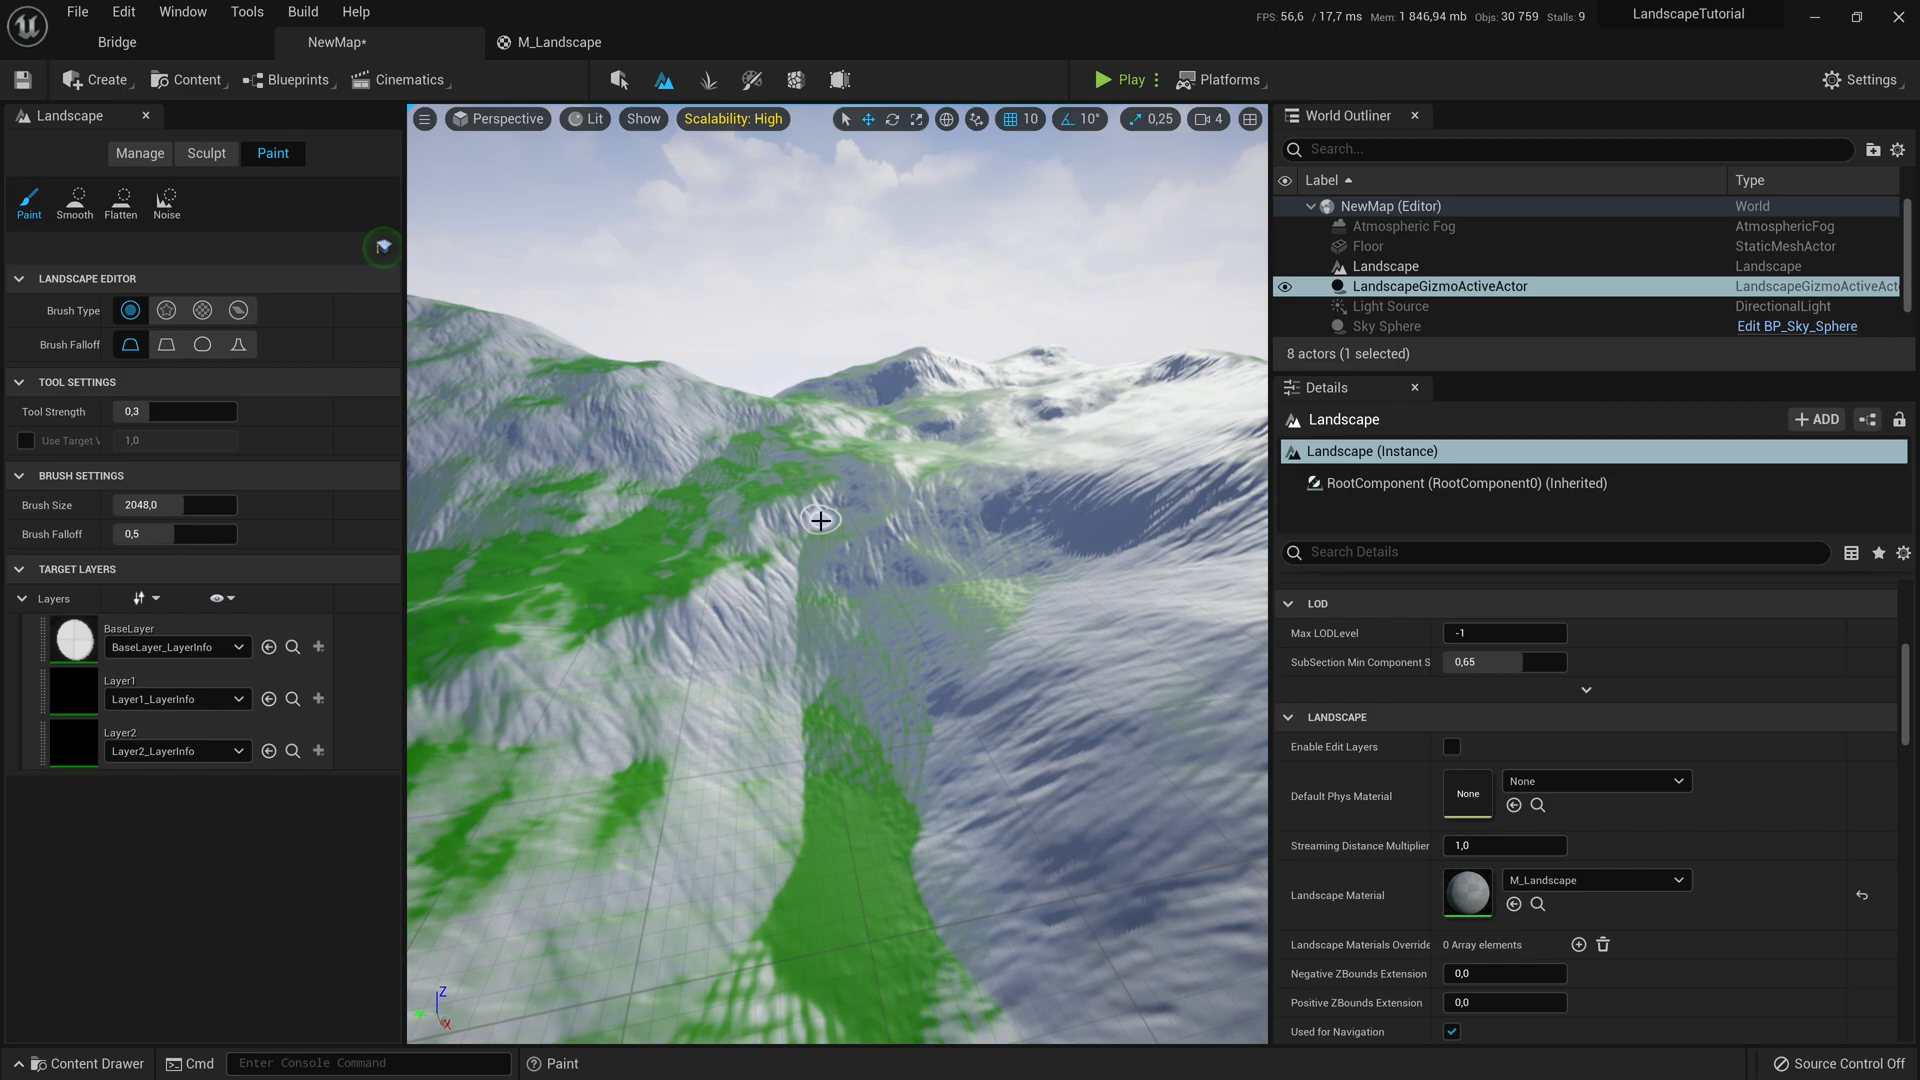 File Edit Window Tools Build Help
FPS: 56,6 / 17,7 ms Mem: 1 846,94 mb Objs: 30 759 Stalls: 9
LandscapeTutorial
Bridge
NewMap*
M_Landscape
Create Content Blueprints Cinematics
Play Platforms
Settings
Landscape
Manage Sculpt Paint
Paint Smooth Flatten Noise
LANDSCAPE EDITOR
Brush Type
Brush Falloff
TOOL SETTINGS
Tool Strength 0,3
Use Target V 1,0
BRUSH SETTINGS
Brush Size 2048,0
Brush Falloff 0,5
TARGET LAYERS
Layers
BaseLayer
BaseLayer_LayerInfo
Layer1
Layer1_LayerInfo
Layer2
Layer2_LayerInfo
Perspective Lit Show Scalability: High
10 10° 0,25 4
Z
X
World Outliner
Search...
Label Type
NewMap (Editor) World
Atmospheric Fog AtmosphericFog
Floor StaticMeshActor
Landscape Landscape
LandscapeGizmoActiveActor LandscapeGizmoActiveActo
Light Source DirectionalLight
Sky Sphere Edit BP_Sky_Sphere
8 actors (1 selected)
Details
Landscape
ADD
Landscape (Instance)
RootComponent (RootComponent0) (Inherited)
Search Details
LOD
Max LODLevel -1
SubSection Min Component S 0,65
LANDSCAPE
Enable Edit Layers
Default Phys Material None None
Streaming Distance Multiplier 1,0
Landscape Material M_Landscape
Landscape Materials Override 0 Array elements
Negative ZBounds Extension 0,0
Positive ZBounds Extension 0,0
Used for Navigation
Content Drawer Cmd Enter Console Command Paint
Source Control Off